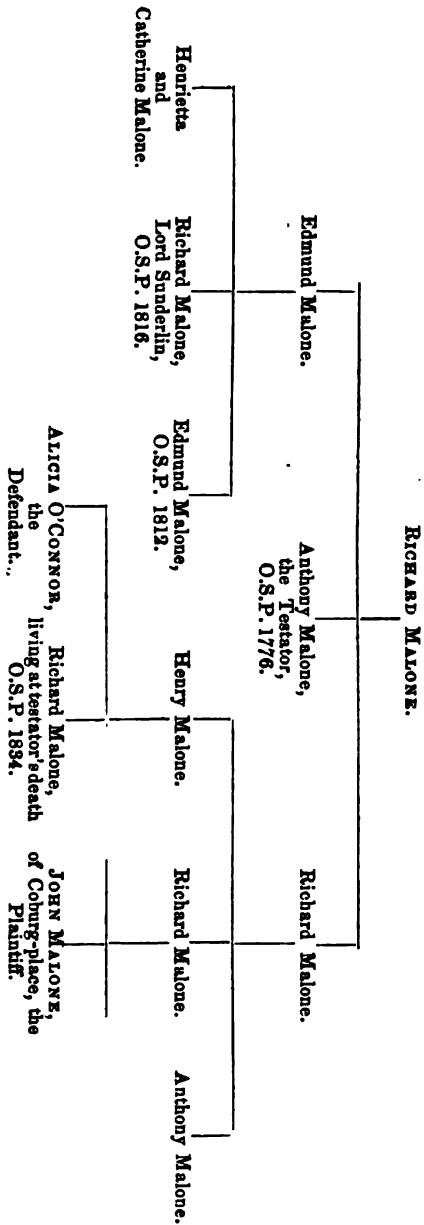 RICHARD MALONE.
Edmund Malone.
Anthony Malone,
the Testator,
O.S.P. 1776.
Richard Malone.
Henrietta
and
Catherine Malone.
Richard Malone,
Lord Sunderlin,
O.S.P. 1816.
Edmund Malone,
O.S.P. 1812.
Henry Malone.
Richard Malone.
Anthony Malone.
ALICIA O'CONNOR,
the
Defendant..,
Richard Malone,
living at testator's death
O.S.P. 1834.
JOHN MALONE,
of Coburg-place, the
Plaintiff.